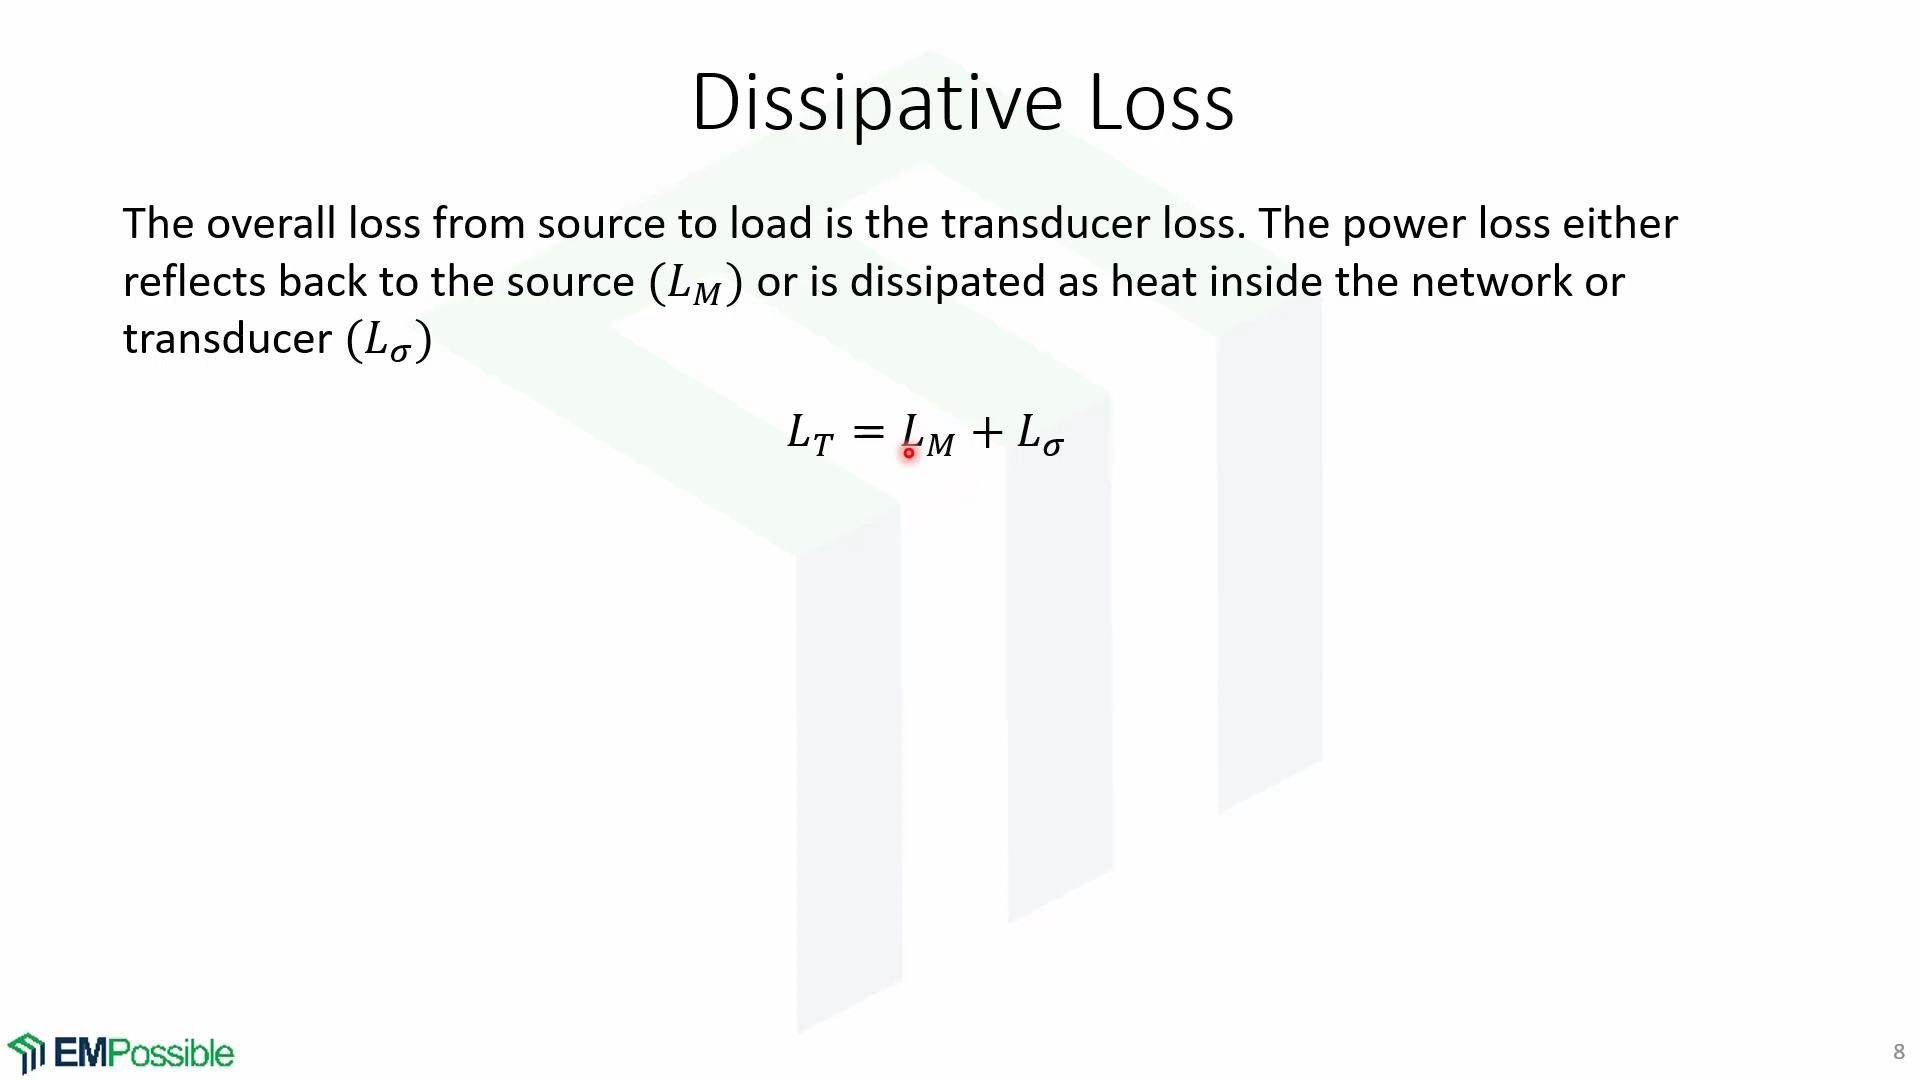 Dissipative Loss
The overall loss from source to load is the transducer loss. The power loss either
reflects back to the source (L_M) or is dissipated as heat inside the network or
transducer (L_σ)
L_T = L_M + L_σ
EMPossible
8